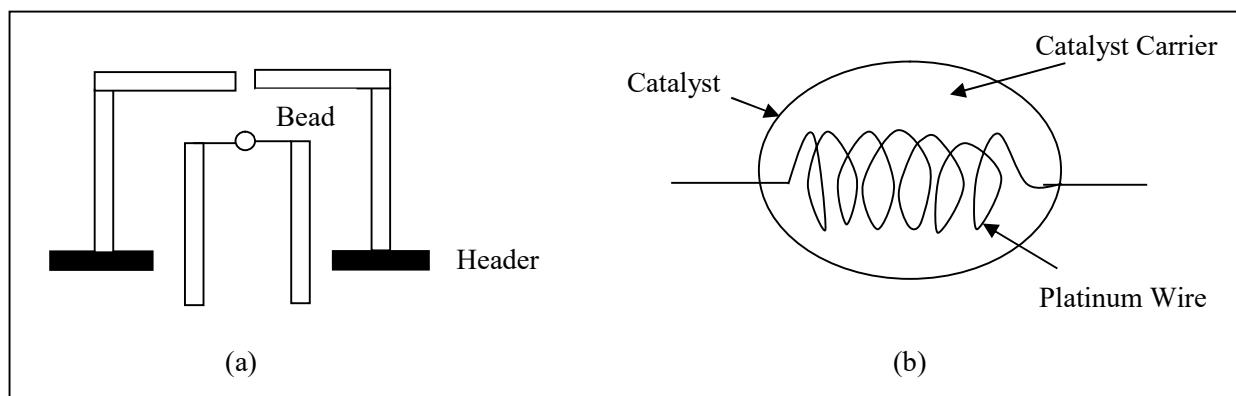 Catalyst Carrier
Catalyst
Bead
Header
Platinum Wire
(a)
(b)